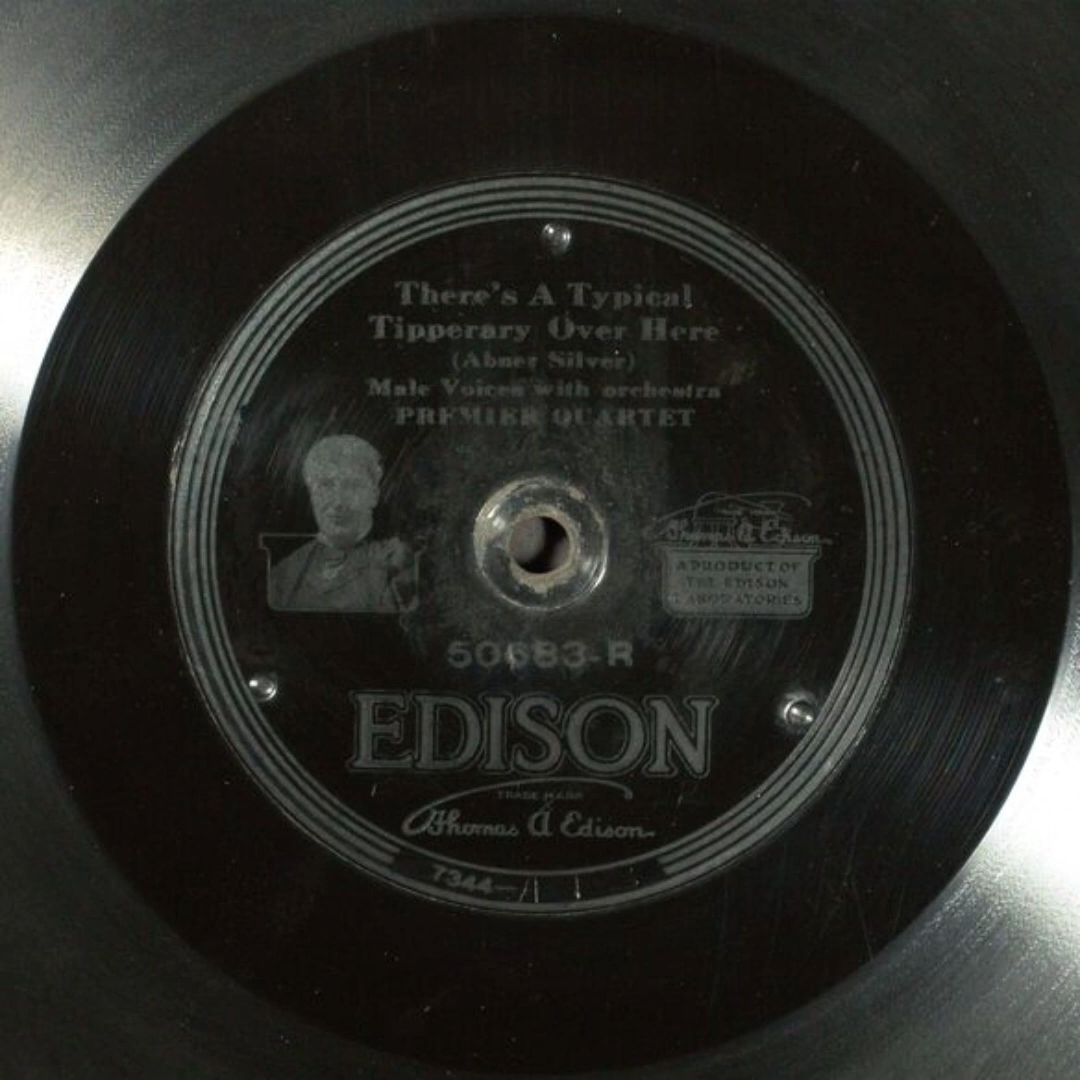 There's A Typical
Tipperary Over Here
(Abner Silver)
Male Voices with orchestra
PREMIER QUARTET
Thomas A Edison
A PRODUCT OF
THE EDISON
LABORATORIES
50683-R
EDISON
TRADE MARK
Thomas A Edison
7344—